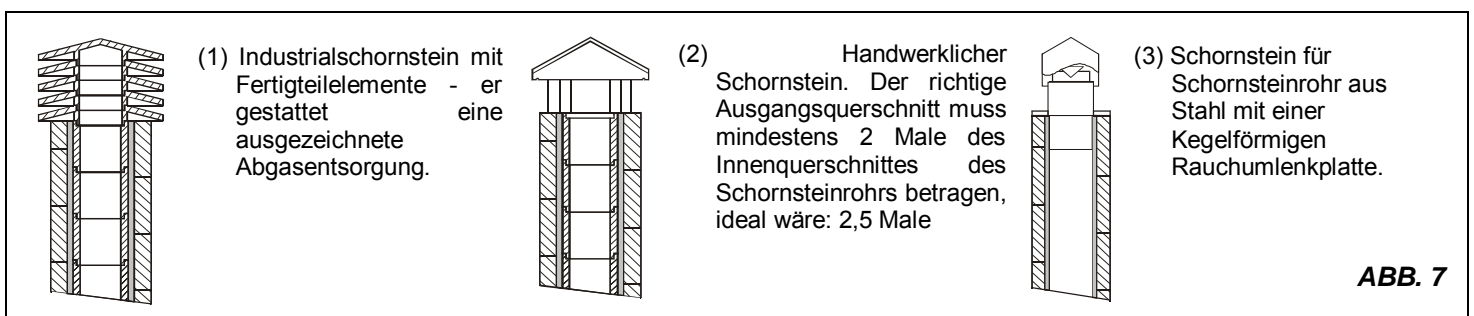 (1) Industrialschornstein mit
Fertigteilelemente - er
gestattet eine
ausgezeichnete
Abgasentsorgung.
(2) Handwerklicher
Schornstein. Der richtige
Ausgangsquerschnitt muss
mindestens 2 Male des
Innenquerschnittes des
Schornsteinrohrs betragen,
ideal wäre: 2,5 Male
(3) Schornstein für
Schornsteinrohr aus
Stahl mit einer
Kegelförmigen
Rauchumlenkplatte.
ABB. 7